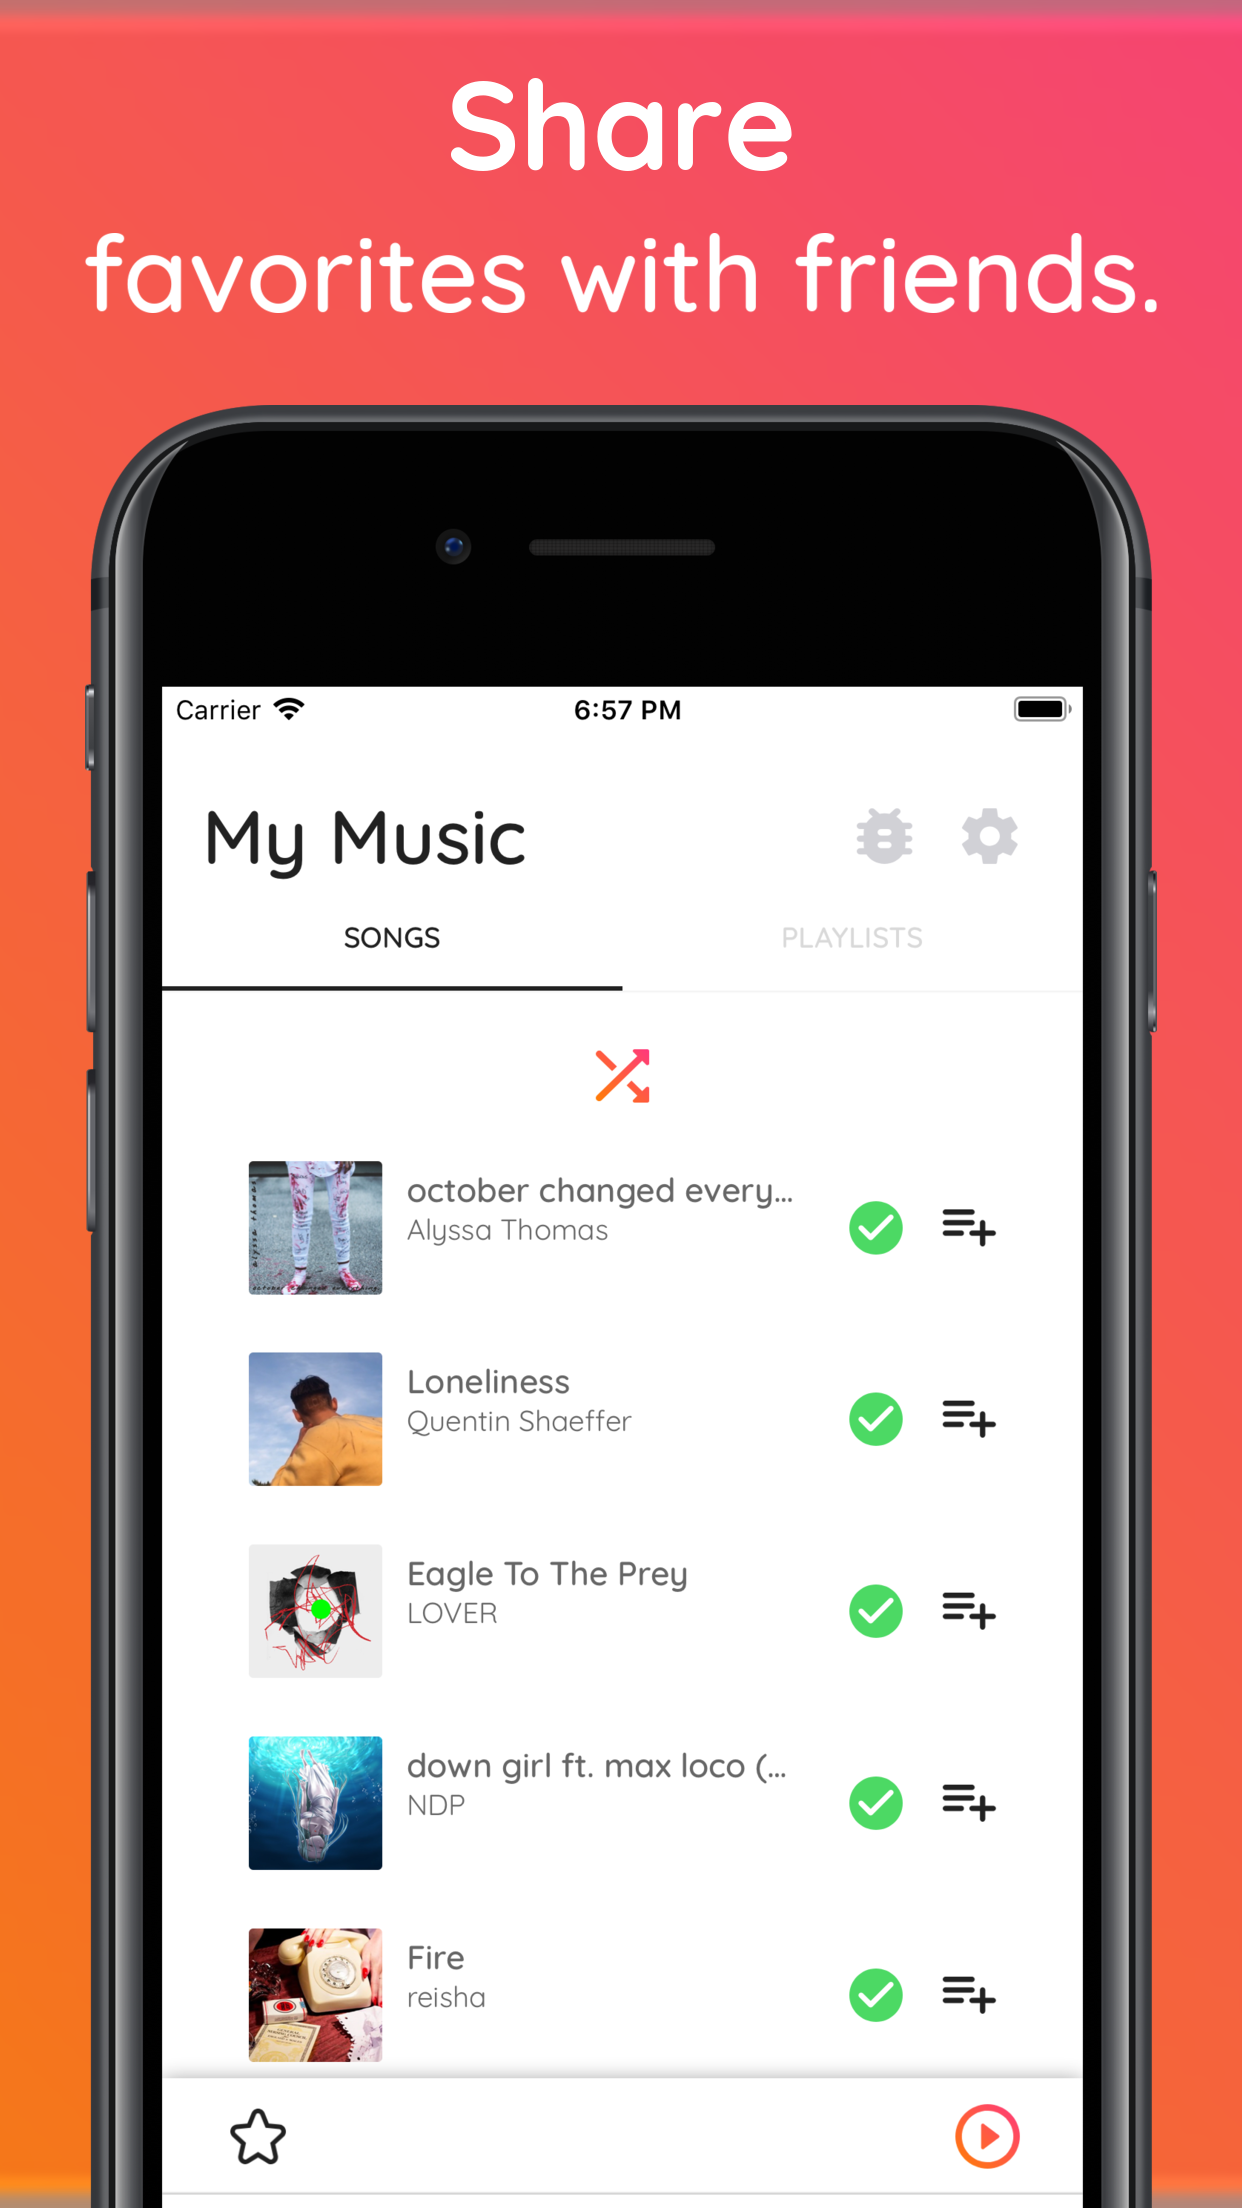 Share
favorites with friends.
Carrier
6:57 PM
My Music
SONGS
PLAYLISTS
october changed every...
Alyssa Thomas
Loneliness
Quentin Shaeffer
Eagle To The Prey
LOVER
down girl ft. max loco (...
NDP
Fire
reisha